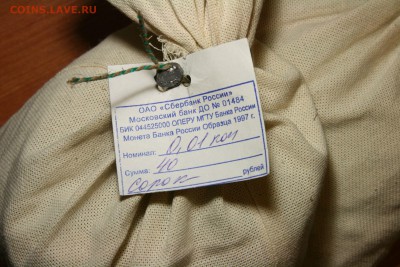 COINS.LAVE.RU
ОАО «Сбербанк России»
Московский банк ДО № 01484
БИК 044525000 ОПЕРУ МГТУ Банка России
Монета Банка России Образца 1997 г.
Номинал: 0,01 коп
Сумма: 40
сорок рублей